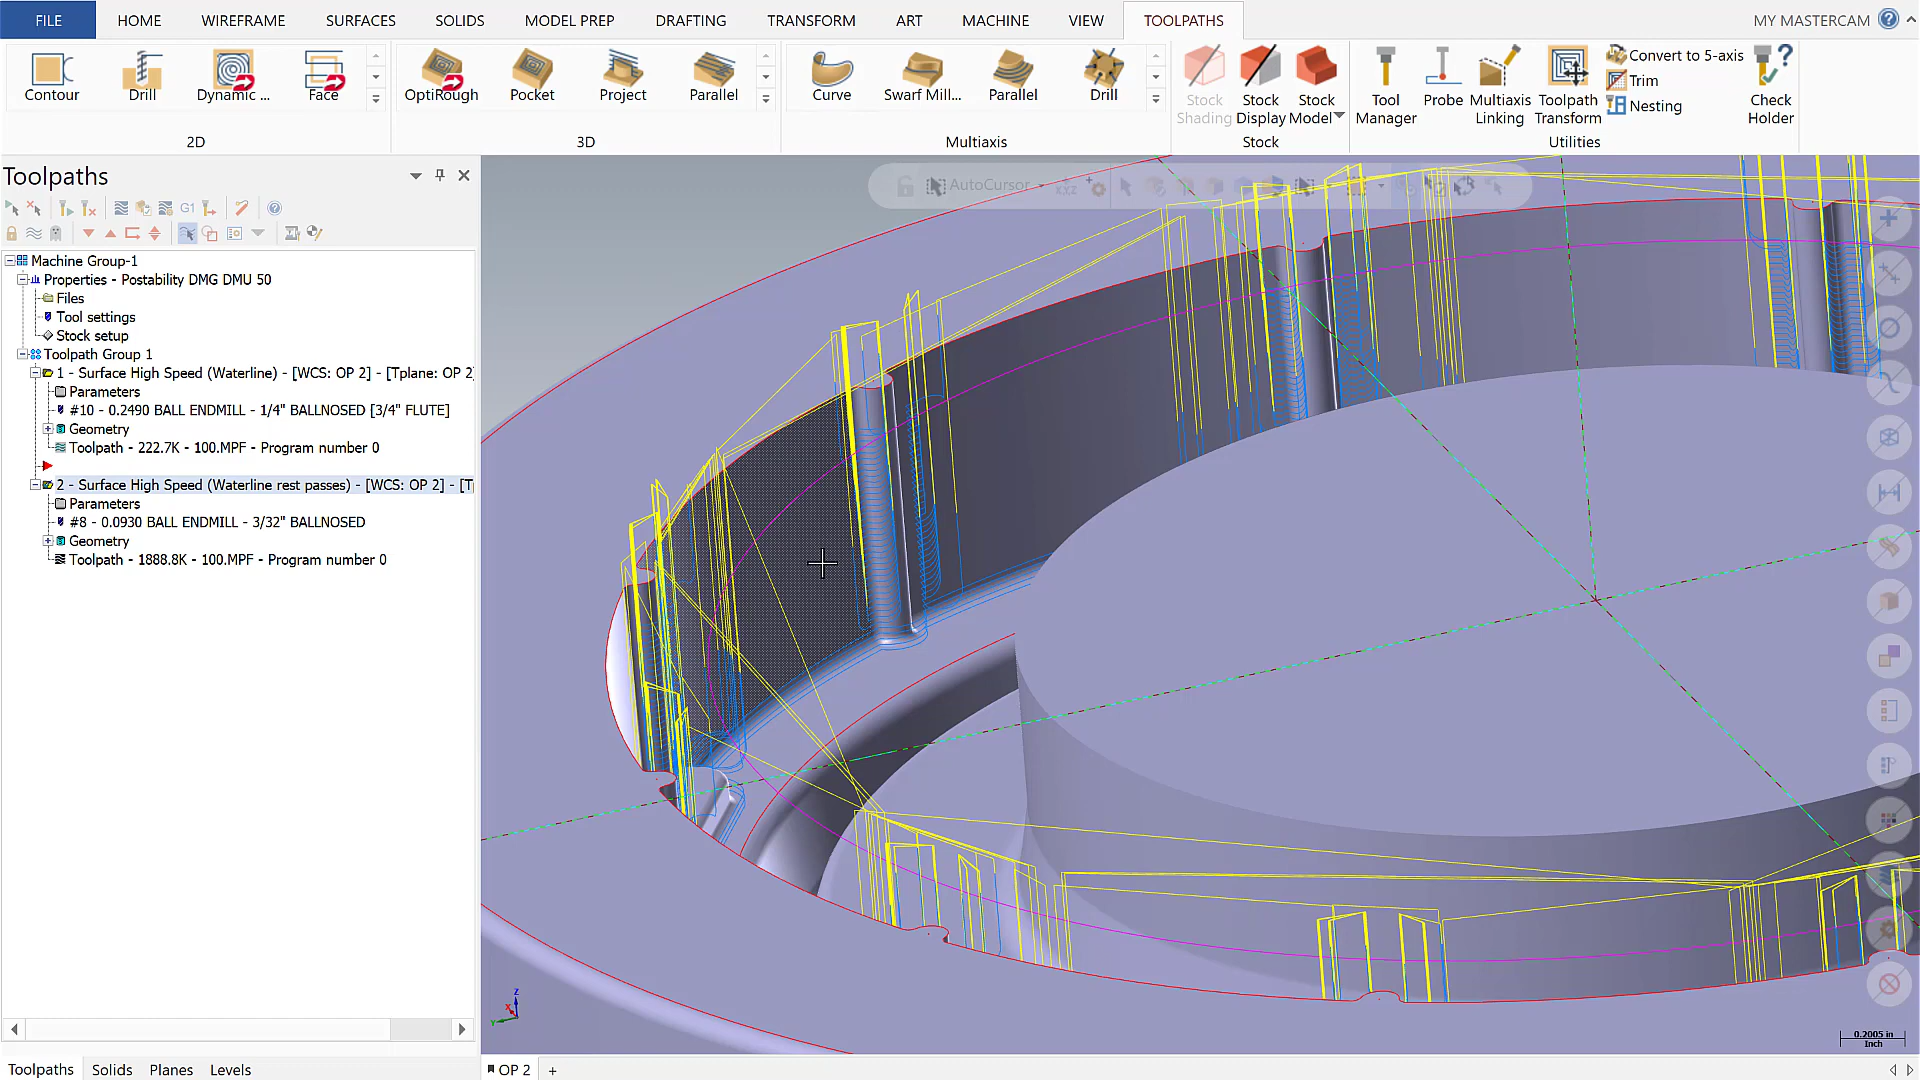 FILE HOME WIREFRAME SURFACES SOLIDS MODEL PREP DRAFTING TRANSFORM ART MACHINE VIEW TOOLPATHS MY MASTERCAM
Contour Drill Dynamic ... Face
2D
OptiRough Pocket Project Parallel
3D
Curve Swarf Mill... Parallel Drill
Multiaxis
Stock Shading
Stock Display
Stock Model
Stock
Tool Manager
Probe
Multiaxis Linking
Toolpath Transform
Convert to 5-axis
Trim
Nesting
Check Holder
Utilities
Toolpaths
G1
AutoCursor
XYZ
Machine Group-1
Properties - Postability DMG DMU 50
Files
Tool settings
Stock setup
Toolpath Group 1
1 - Surface High Speed (Waterline) - [WCS: OP 2] - [Tplane: OP 2]
Parameters
#10 - 0.2490 BALL ENDMILL - 1/4" BALLNOSED [3/4" FLUTE]
Geometry
Toolpath - 222.7K - 100.MPF - Program number 0
2 - Surface High Speed (Waterline rest passes) - [WCS: OP 2] - [T
Parameters
#8 - 0.0930 BALL ENDMILL - 3/32" BALLNOSED
Geometry
Toolpath - 1888.8K - 100.MPF - Program number 0
Z
X
Y
0.2005 in
Inch
Toolpaths Solids Planes Levels
OP 2 +